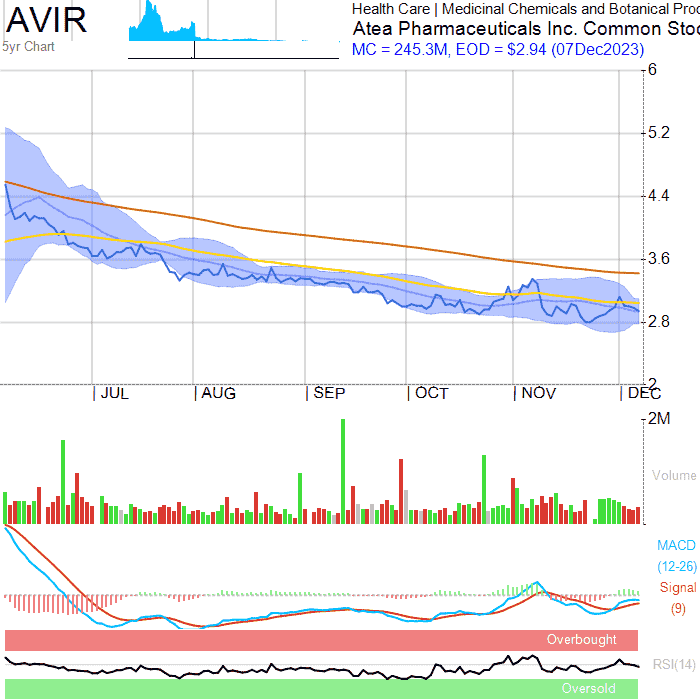 AVIR
5yr Chart
Health Care | Medicinal Chemicals and Botanical Proc
Atea Pharmaceuticals Inc. Common Stoc
MC = 245.3M, EOD = $2.94 (07Dec2023)
6
5.2
4.4
3.6
2.8
2
JUL
AUG
SEP
OCT
NOV
DEC
2M
Volume
MACD
(12-26)
Signal
(9)
Overbought
RSI(14)
Oversold